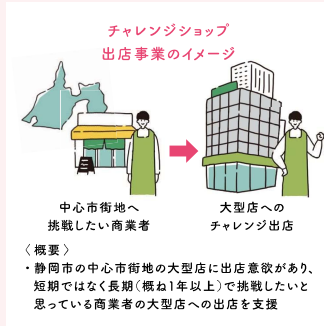 チャレンジショップ
出店事業のイメージ
中心市街地へ
挑戦したい商業者
大型店への
チャレンジ出店
〈概要〉
・静岡市の中心市街地の大型店に出店意欲があり、
短期ではなく長期(概ね1年以上)で挑戦したいと
思っている商業者の大型店への出店を支援